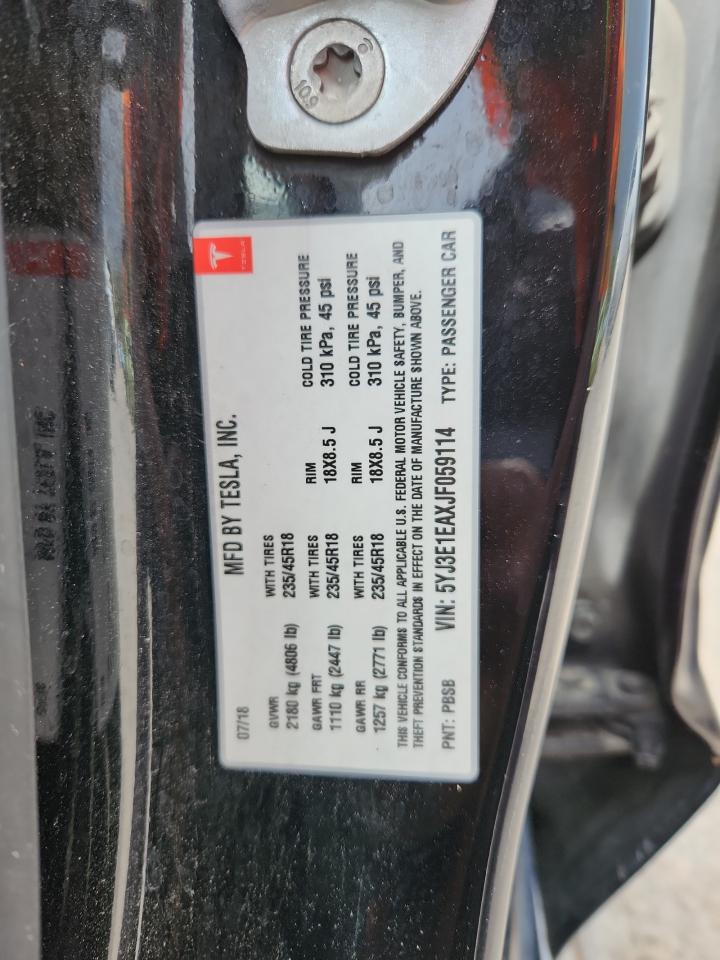 10.9
TESLA
07/18 MFD BY TESLA, INC.
GVWR WITH TIRES
2180 kg (4806 lb) 235/45R18
GAWR FRT WITH TIRES RIM COLD TIRE PRESSURE
1110 kg (2447 lb) 235/45R18 18X8.5 J 310 kPa, 45 psi
GAWR RR WITH TIRES RIM COLD TIRE PRESSURE
1257 kg (2771 lb) 235/45R18 18X8.5 J 310 kPa, 45 psi
THIS VEHICLE CONFORMS TO ALL APPLICABLE U.S. FEDERAL MOTOR VEHICLE SAFETY, BUMPER, AND
THEFT PREVENTION STANDARDS IN EFFECT ON THE DATE OF MANUFACTURE SHOWN ABOVE.
PNT: PBSB VIN: 5YJ3E1EAXJF059114 TYPE: PASSENGER CAR